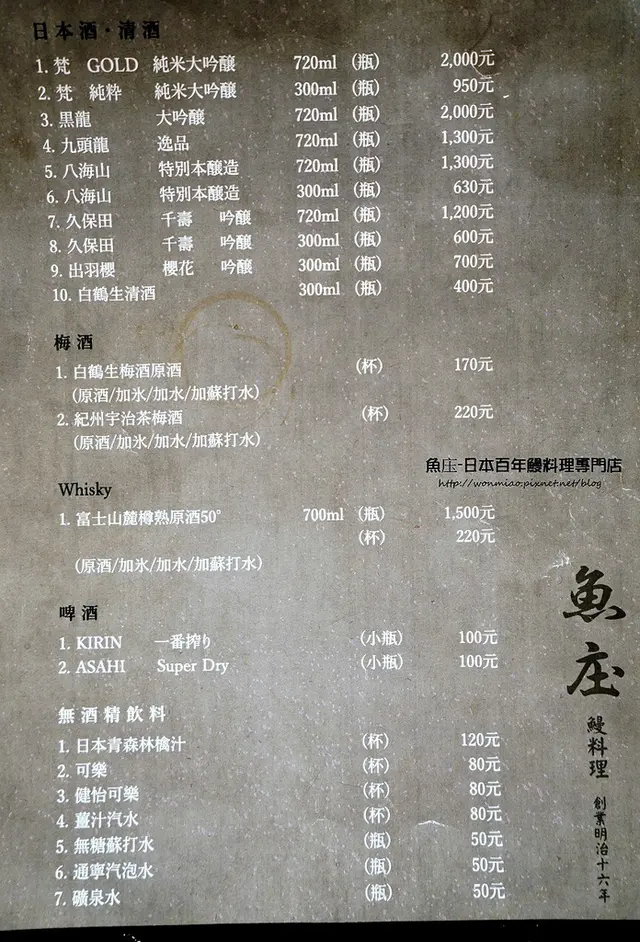 日本酒·清酒
1. 梵 GOLD 純米大吟醸 720ml (瓶) 2,000元
2. 梵 純粋 純米大吟醸 300ml (瓶) 950元
3. 黒龍 大吟醸 720ml (瓶) 2,000元
4. 九頭龍 逸品 720ml (瓶) 1,300元
5. 八海山 特別本醸造 720ml (瓶) 1,300元
6. 八海山 特別本醸造 300ml (瓶) 630元
7. 久保田 千壽 吟醸 720ml (瓶) 1,200元
8. 久保田 千壽 吟醸 300ml (瓶) 600元
9. 出羽櫻 櫻花 吟醸 300ml (瓶) 700元
10. 白鶴生清酒 300ml (瓶) 400元
梅酒
1. 白鶴生梅酒原酒 (杯) 170元
(原酒/加氷/加水/加蘇打水)
2. 紀州宇治茶梅酒 (杯) 220元
(原酒/加氷/加水/加蘇打水)
魚庄-日本百年鰻料理專門店
http://wonmiao.pixnet.net/blog
Whisky
1. 富士山麓樽熟原酒50° 700ml (瓶) 1,500元
(杯) 220元
(原酒/加氷/加水/加蘇打水)
啤酒
1. KIRIN 一番搾り (小瓶) 100元
2. ASAHI Super Dry (小瓶) 100元
無酒精飲料
1. 日本青森林檎汁 (杯) 120元
2. 可樂 (杯) 80元
3. 健怡可樂 (杯) 80元
4. 薑汁汽水 (杯) 80元
5. 無糖蘇打水 (瓶) 50元
6. 通寧汽泡水 (瓶) 50元
7. 礦泉水 (瓶) 50元
魚庄
鰻料理
創業明治十六年